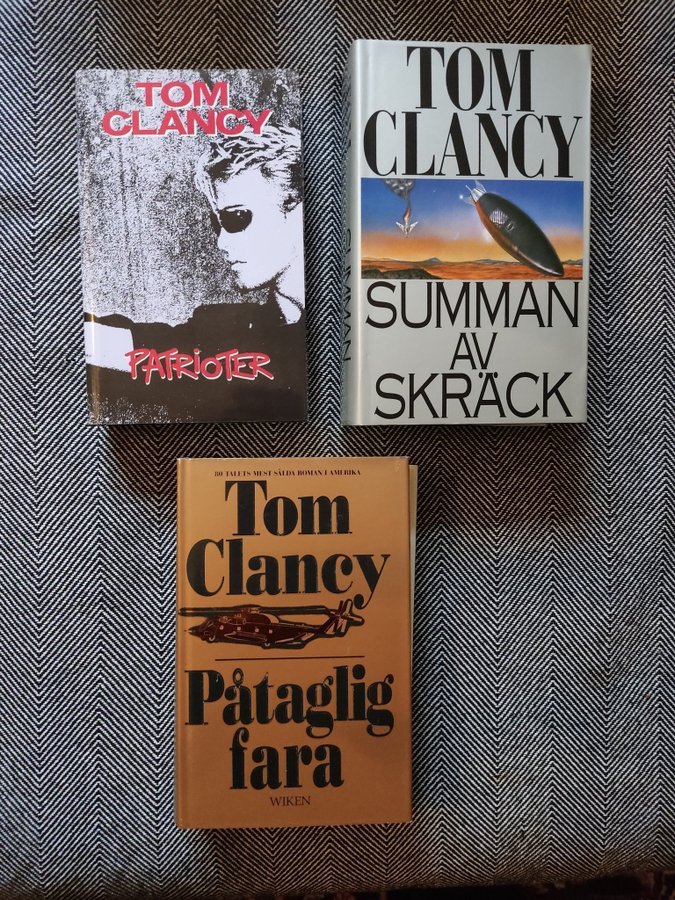 TOM
CLANCY
PATRIOTER
TOM
CLANCY
SUMMAN
AV
SKRÄCK
80 TALETS MEST SÅLDA ROMAN I AMERIKA
Tom
Clancy
Påtaglig
fara
WIKEN